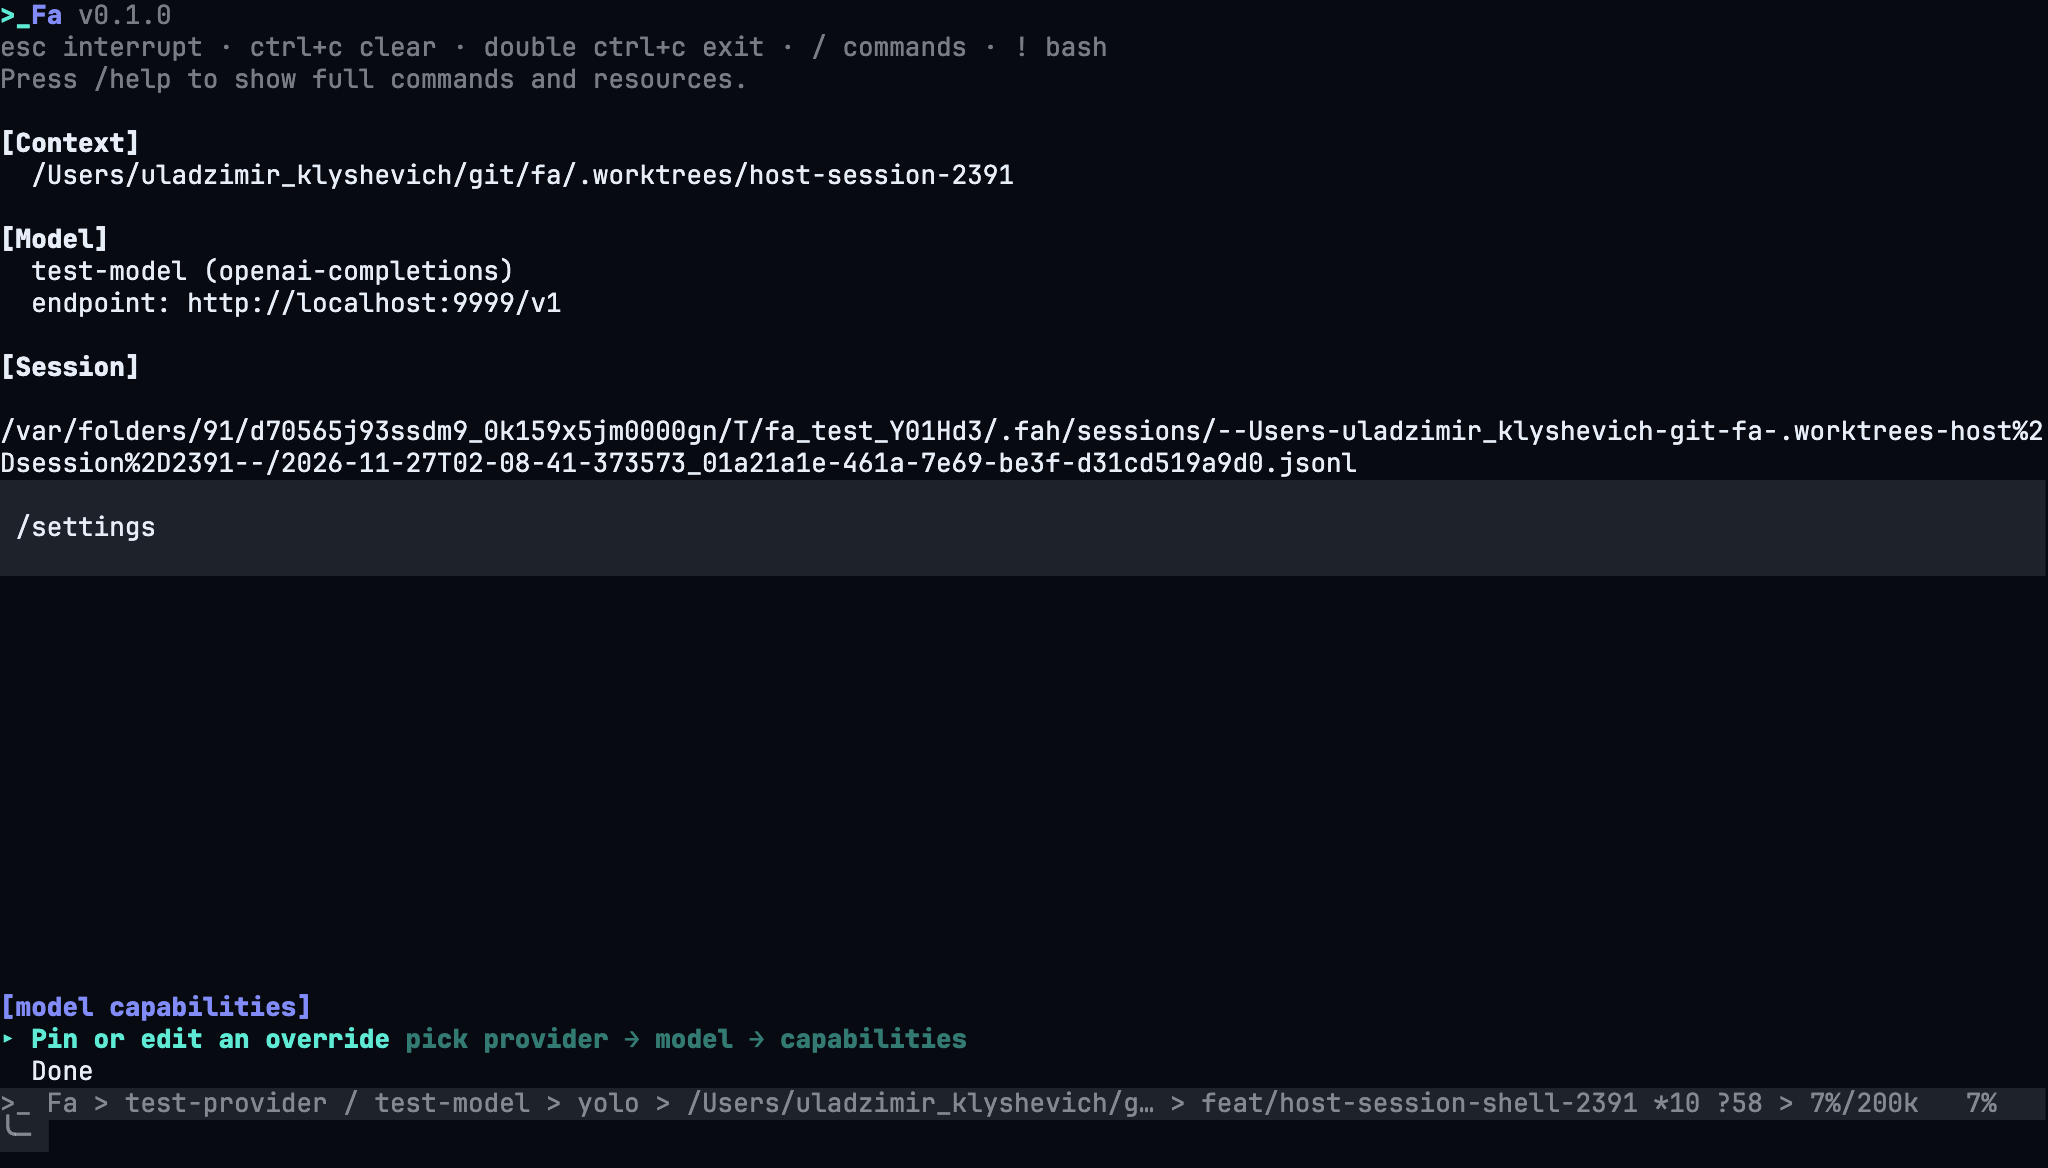 >_Fa v0.1.0
esc interrupt · ctrl+c clear · double ctrl+c exit · / commands · ! bash
Press /help to show full commands and resources.
[Context]
/Users/uladzimir_klyshevich/git/fa/.worktrees/host-session-2391
[Model]
test-model (openai-completions)
endpoint: http://localhost:9999/v1
[Session]
/var/folders/91/d70565j93ssdm9_0k159x5jm0000gn/T/fa_test_Y01Hd3/.fah/sessions/--Users-uladzimir_klyshevich-git-fa-.worktrees-host%2
Dsession%2D2391--/2026-11-27T02-08-41-373573_01a21a1e-461a-7e69-be3f-d31cd519a9d0.jsonl
/settings
[model capabilities]
▸ Pin or edit an override pick provider → model → capabilities
Done
>_ Fa > test-provider / test-model > yolo > /Users/uladzimir_klyshevich/g… > feat/host-session-shell-2391 *10 ?58 > 7%/200k 7%